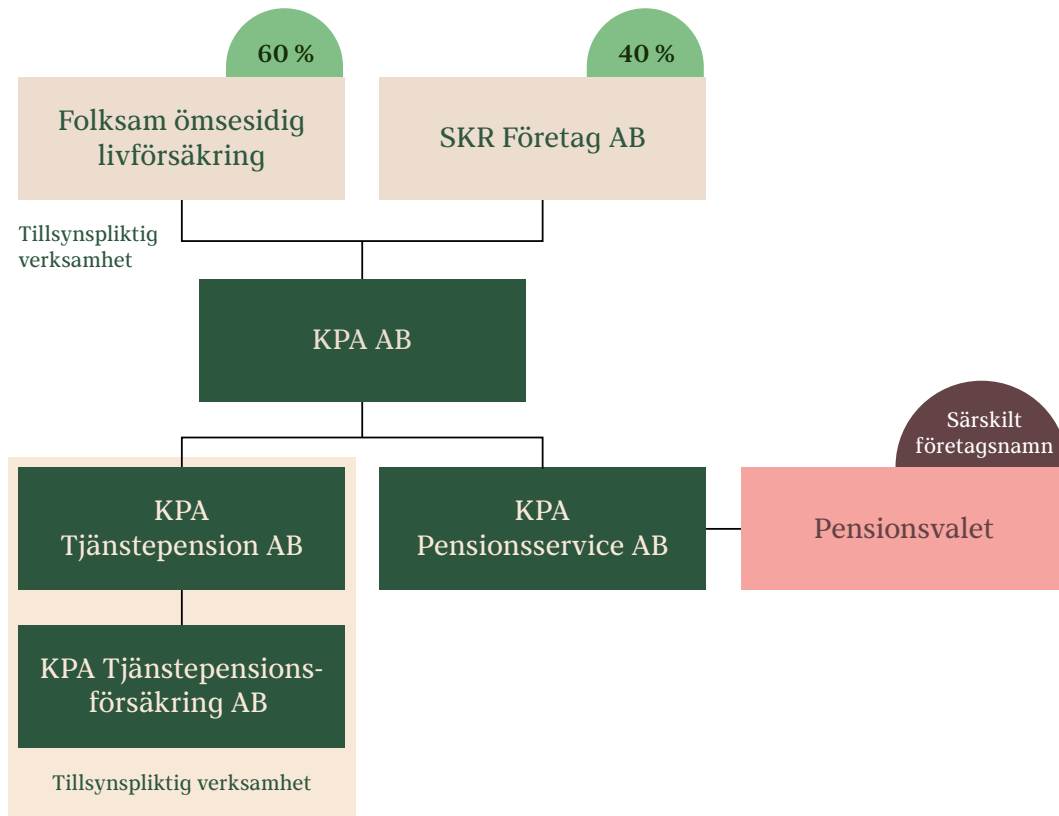 60 %
40 %
Folksam ömsesidig
livförsäkring
SKR Företag AB
Tillsynspliktig
verksamhet
KPA AB
Särskilt
företagsnamn
KPA
Tjänstepension AB
KPA
Pensionsservice AB
Pensionsvalet
KPA Tjänstepensions-
försäkring AB
Tillsynspliktig verksamhet